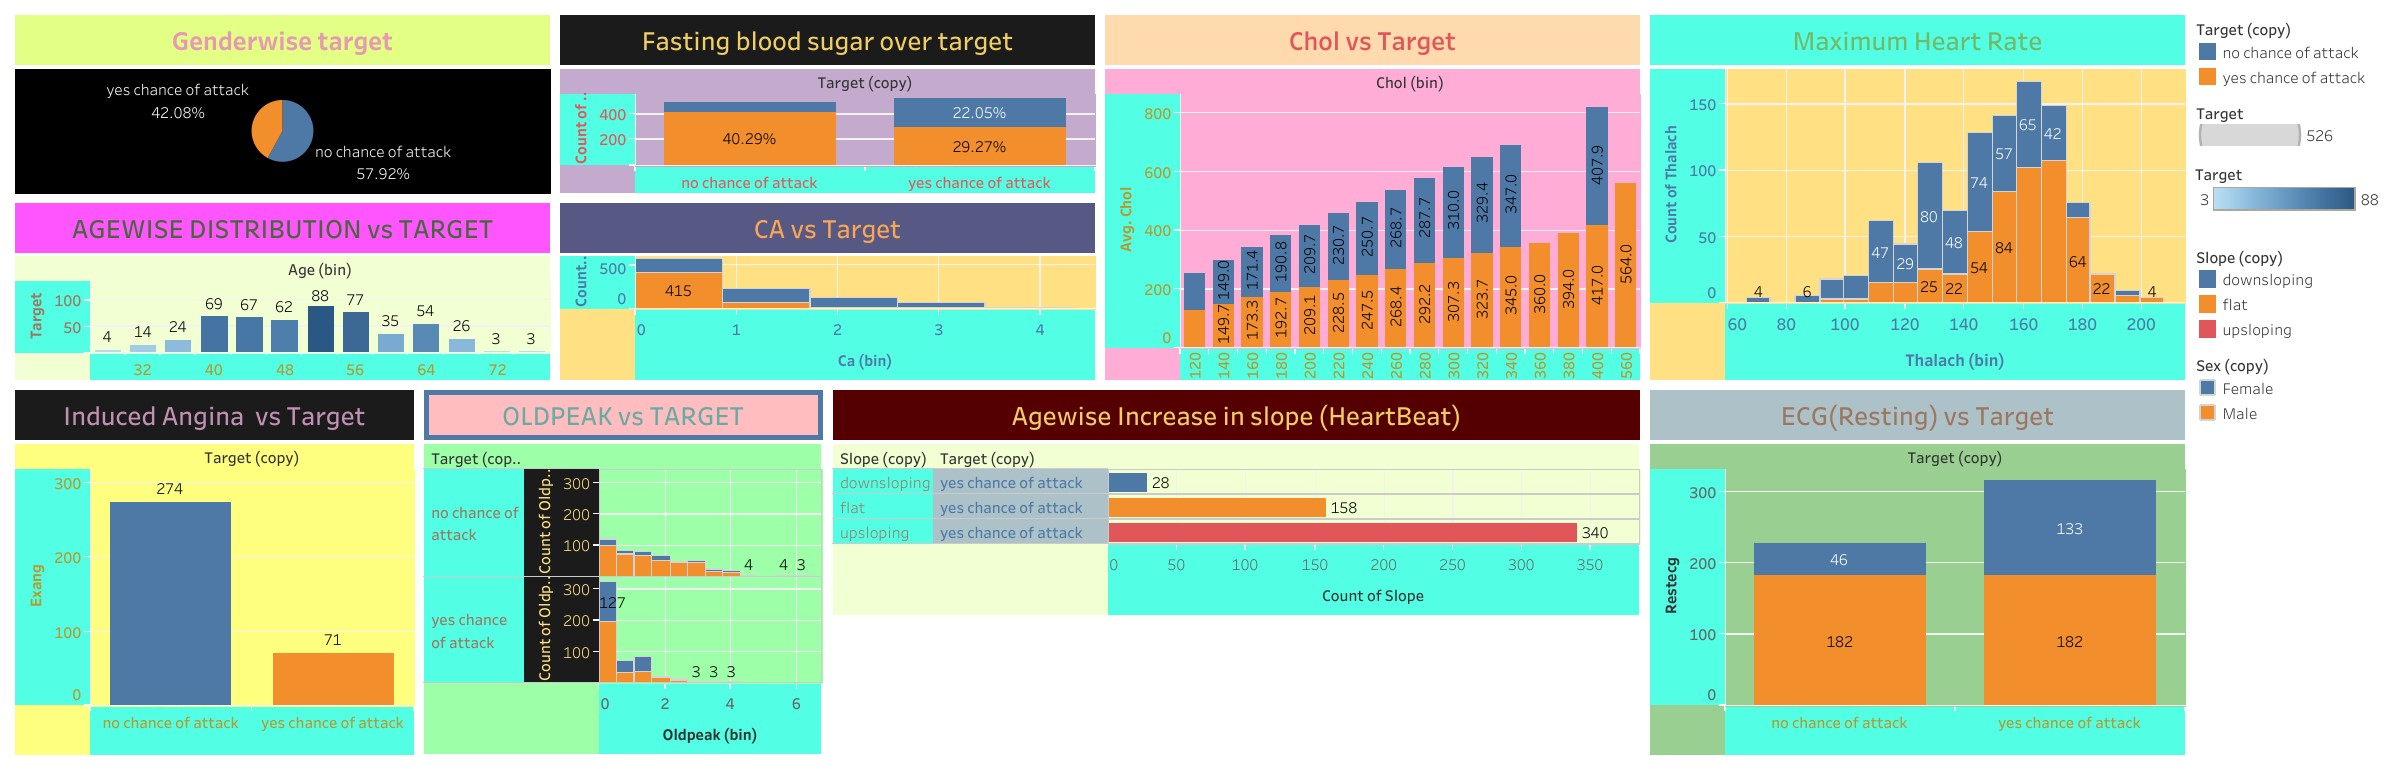 Genderwise target
yes chance of attack
42.08%
no chance of attack
57.92%
Fasting blood sugar over target
Target (copy)
Count of ..
400
200
40.29%
22.05%
29.27%
no chance of attack
yes chance of attack
Chol vs Target
Chol (bin)
Avg. Chol
800
600
400
200
0
149.0
171.4
190.8
209.7
230.7
250.7
268.7
287.7
310.0
329.4
347.0
407.9
149.7
173.3
192.7
209.1
228.5
247.5
268.4
292.2
307.3
323.7
345.0
360.0
394.0
417.0
564.0
120
140
160
180
200
220
240
260
280
300
320
340
360
380
400
560
Maximum Heart Rate
Count of Thalach
150
100
50
0
4
6
47
29
80
48
74
57
65
42
25
22
54
84
64
22
4
60 80 100 120 140 160 180 200
Thalach (bin)
Target (copy)
no chance of attack
yes chance of attack
Target
526
Target
3 88
Slope (copy)
downsloping
flat
upsloping
Sex (copy)
Female
Male
AGEWISE DISTRIBUTION vs TARGET
Age (bin)
Target
100
50
4 14 24 69 67 62 88 77 35 54 26 3 3
32 40 48 56 64 72
CA vs Target
Count..
500
0
415
0 1 2 3 4
Ca (bin)
Induced Angina  vs Target
Target (copy)
Exang
300
200
100
0
274
71
no chance of attack
yes chance of attack
OLDPEAK vs TARGET
Target (cop..
no chance of
attack
Count of Oldp..
300
200
100
4 4 3
yes chance
of attack
Count of Oldp..
300
200
100
127
3 3 3
0 2 4 6
Oldpeak (bin)
Agewise Increase in slope (HeartBeat)
Slope (copy) Target (copy)
downsloping yes chance of attack 28
flat yes chance of attack 158
upsloping yes chance of attack 340
0 50 100 150 200 250 300 350
Count of Slope
ECG(Resting) vs Target
Target (copy)
Restecg
300
200
100
0
46
182
133
182
no chance of attack
yes chance of attack